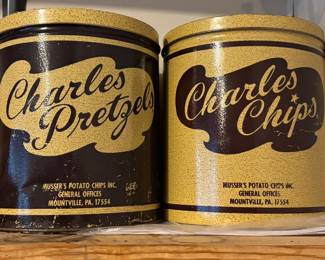 Charles
Pretzels
MUSSER'S POTATO CHIPS INC.
GENERAL OFFICES
MOUNTVILLE, PA. 17554
Charles
Chips
MUSSER'S POTATO CHIPS INC.
GENERAL OFFICES
MOUNTVILLE, PA. 17554